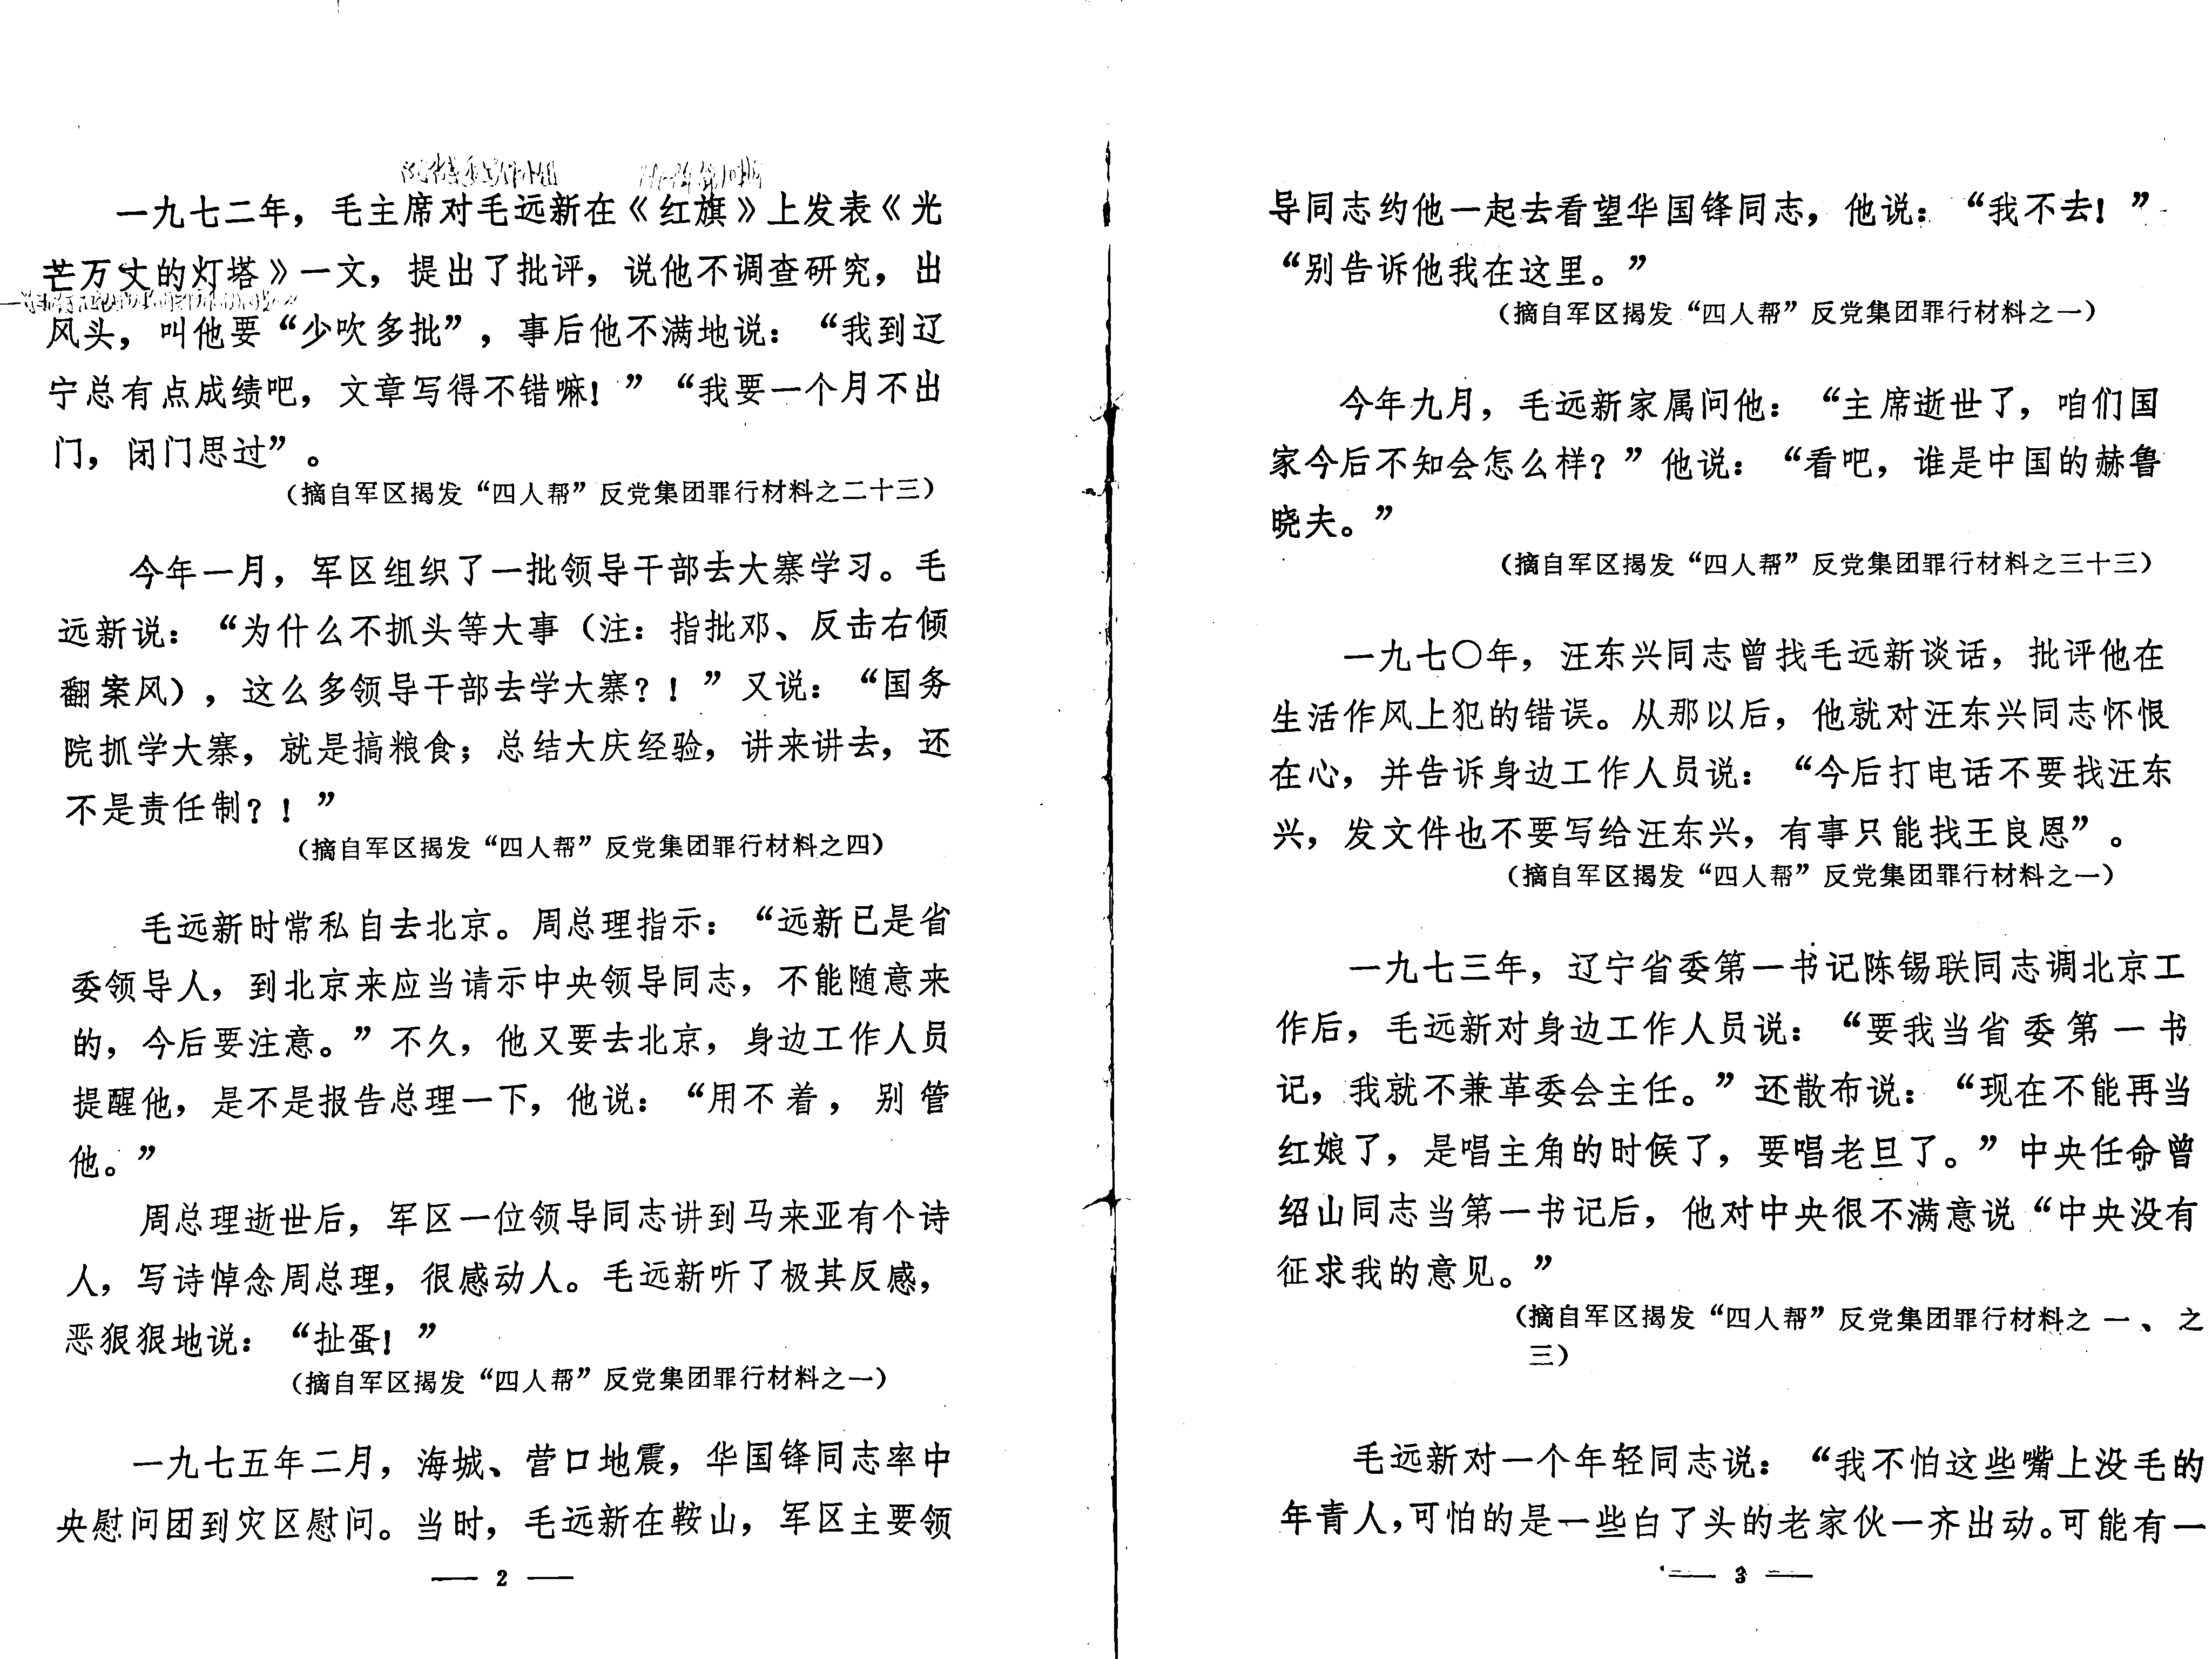 一九七二年，毛主席对毛远新在《红旗》上发表《光
芒万丈的灯塔》一文，提出了批评，说他不调查研究，出
风头，叫他要“少吹多批”，事后他不满地说：“我到辽
宁总有点成绩吧，文章写得不错嘛！”“我要一个月不出
门，闭门思过”。
（摘自军区揭发“四人帮”反党集团罪行材料之二十三）
今年一月，军区组织了一批领导干部去大寨学习。毛
远新说：“为什么不抓头等大事（注：指批邓、反击右倾
翻案风），这么多领导干部去学大寨？！”又说：“国务
院抓学大寨，就是搞粮食；总结大庆经验，讲来讲去，还
不是责任制？！”
（摘自军区揭发“四人帮”反党集团罪行材料之四）
毛远新时常私自去北京。周总理指示：“远新已是省
委领导人，到北京来应当请示中央领导同志，不能随意来
的，今后要注意。”不久，他又要去北京，身边工作人员
提醒他，是不是报告总理一下，他说：“用不着，别管
他。”
周总理逝世后，军区一位领导同志讲到马来亚有个诗
人，写诗悼念周总理，很感动人。毛远新听了极其反感，
恶狠狠地说：“扯蛋！”
（摘自军区揭发“四人帮”反党集团罪行材料之一）
一九七五年二月，海城、营口地震，华国锋同志率中
央慰问团到灾区慰问。当时，毛远新在鞍山，军区主要领
— 2 —
导同志约他一起去看望华国锋同志，他说：“我不去！”
“别告诉他我在这里。”
（摘自军区揭发“四人帮”反党集团罪行材料之一）
今年九月，毛远新家属问他：“主席逝世了，咱们国
家今后不知会怎么样？”他说：“看吧，谁是中国的赫鲁
晓夫。”
（摘自军区揭发“四人帮”反党集团罪行材料之三十三）
一九七〇年，汪东兴同志曾找毛远新谈话，批评他在
生活作风上犯的错误。从那以后，他就对汪东兴同志怀恨
在心，并告诉身边工作人员说：“今后打电话不要找汪东
兴，发文件也不要写给汪东兴，有事只能找王良恩”。
（摘自军区揭发“四人帮”反党集团罪行材料之一）
一九七三年，辽宁省委第一书记陈锡联同志调北京工
作后，毛远新对身边工作人员说：“要我当省委第一书
记，我就不兼革委会主任。”还散布说：“现在不能再当
红娘了，是唱主角的时候了，要唱老旦了。”中央任命曾
绍山同志当第一书记后，他对中央很不满意说“中央没有
征求我的意见。”
（摘自军区揭发“四人帮”反党集团罪行材料之一、之
三）
毛远新对一个年轻同志说：“我不怕这些嘴上没毛的
年青人，可怕的是一些白了头的老家伙一齐出动。可能有一
— 3 —